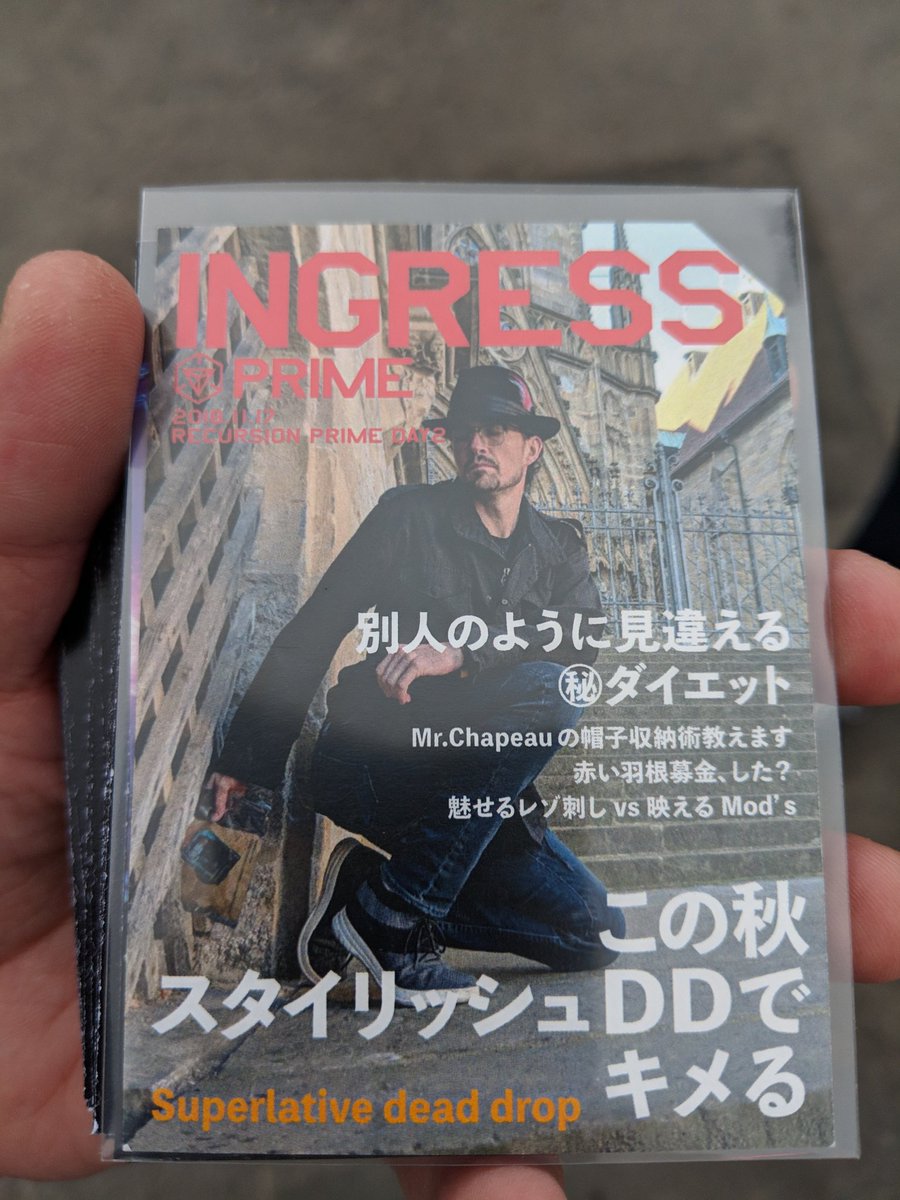 INGRESS
PRIME
2018.11.17
RECURSION PRIME DAY2
別人のように見違える
㊙ダイエット
Mr.Chapeauの帽子収納術教えます
赤い羽根募金、した?
魅せるレゾ刺し vs 映える Mod's
この秋
スタイリッシュDDで
キメる
Superlative dead drop